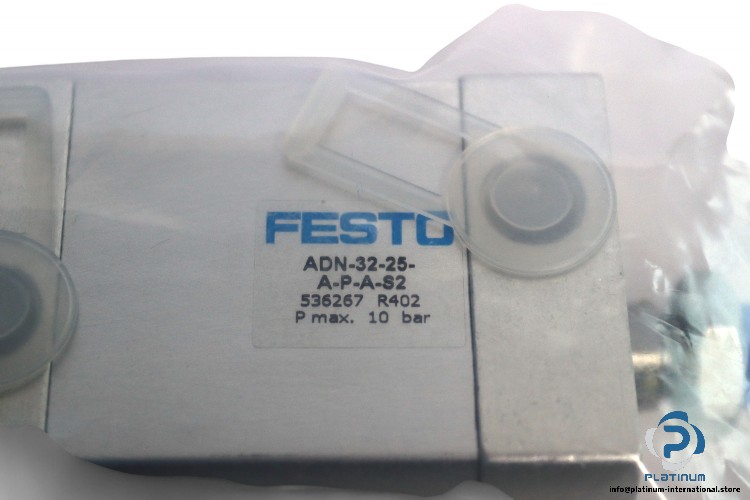 FESTO
ADN-32-25-
A-P-A-S2
536267 R402
P max. 10 bar
PLATINUM
info@platinum-international.store